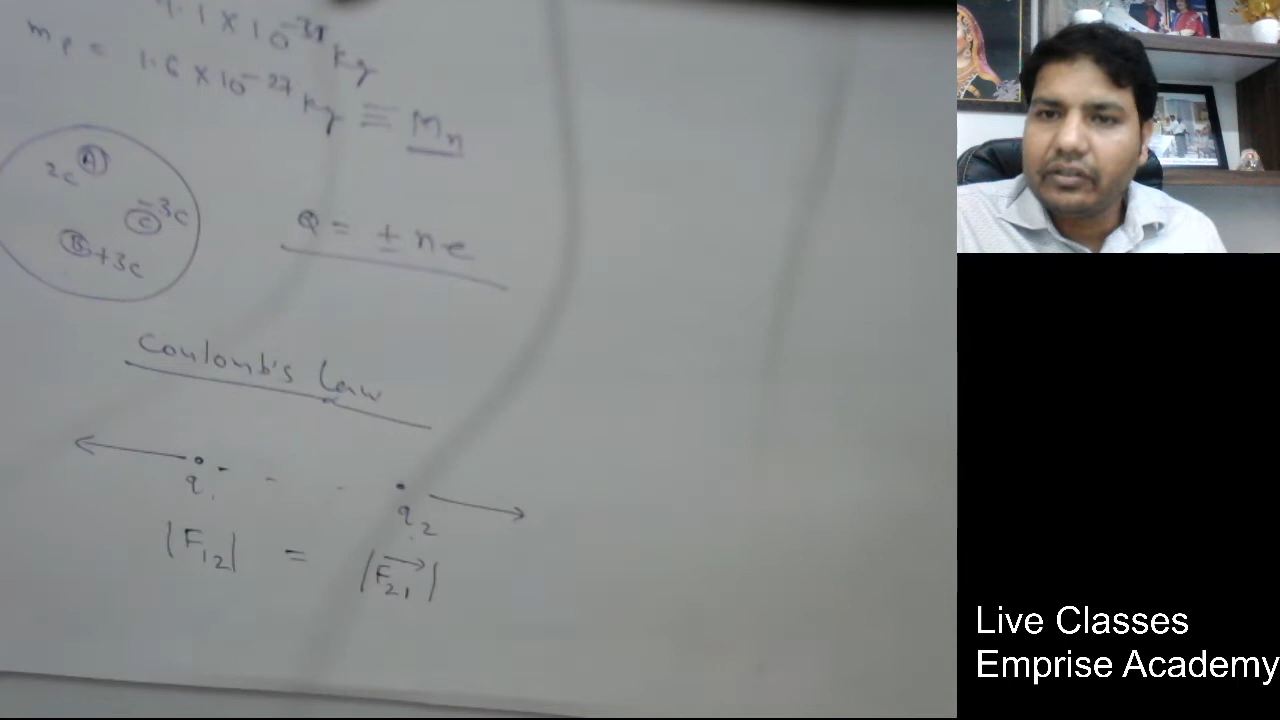 9.1 × 10⁻³¹ kg
mₚ = 1.6 × 10⁻²⁷ kg ≡ Mₙ
2c A
-3c C
B +3c
Q = ± ne
Coulomb's Law
q₁
q₂
|F₁₂| = |F₂₁|
Live Classes
Emprise Academy